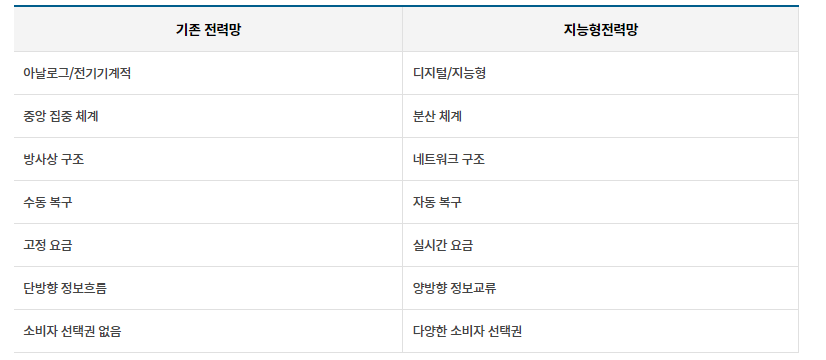 기존 전력망 지능형전력망
아날로그/전기기계적 디지털/지능형
중앙 집중 체계 분산 체계
방사상 구조 네트워크 구조
수동 복구 자동 복구
고정 요금 실시간 요금
단방향 정보흐름 양방향 정보교류
소비자 선택권 없음 다양한 소비자 선택권